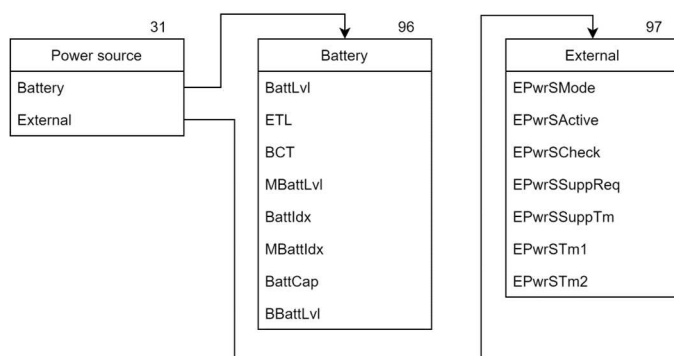 31
Power source
Battery
External
96
Battery
BattLvl
ETL
BCT
MBattLvl
BattIdx
MBattIdx
BattCap
BBattLvl
97
External
EPwrSMode
EPwrSActive
EPwrSCheck
EPwrSSuppReq
EPwrSSuppTm
EPwrSTm1
EPwrSTm2